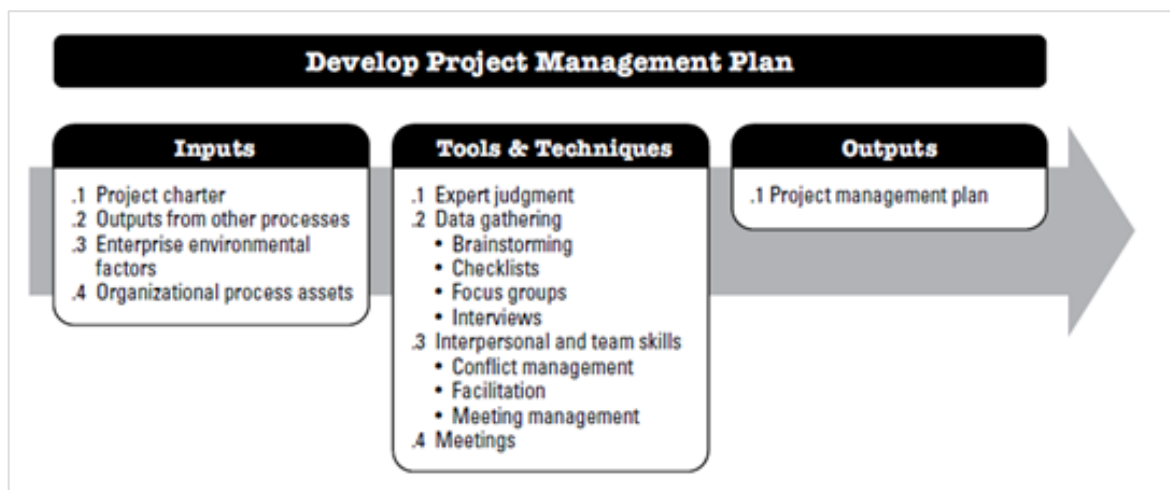 Develop Project Management Plan
Inputs
.1 Project charter
.2 Outputs from other processes
.3 Enterprise environmental
factors
.4 Organizational process assets
Tools & Techniques
.1 Expert judgment
.2 Data gathering
• Brainstorming
• Checklists
• Focus groups
• Interviews
.3 Interpersonal and team skills
• Conflict management
• Facilitation
• Meeting management
.4 Meetings
Outputs
.1 Project management plan